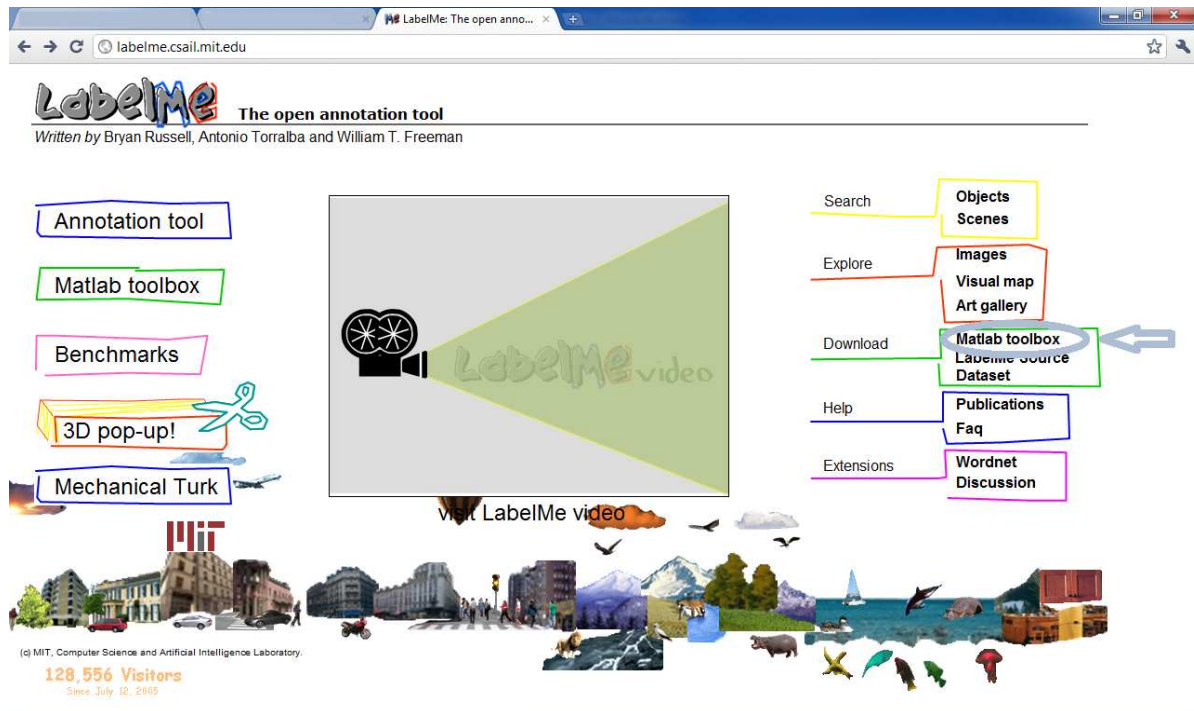 LabelMe: The open anno...
labelme.csail.mit.edu
LabelMe The open annotation tool
Written by Bryan Russell, Antonio Torralba and William T. Freeman
Annotation tool
Matlab toolbox
Benchmarks
3D pop-up!
Mechanical Turk
LabelMe video
visit LabelMe video
Search
Objects
Scenes
Explore
Images
Visual map
Art gallery
Download
Matlab toolbox
LabelMe Source
Dataset
Help
Publications
Faq
Extensions
Wordnet
Discussion
MIT
(c) MIT, Computer Science and Artificial Intelligence Laboratory.
128,556 Visitors
Since July 12, 2005